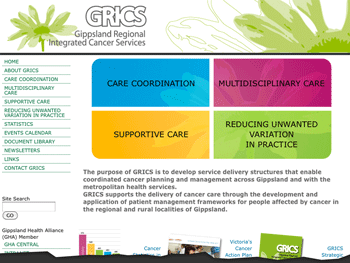 GRICS
Gippsland Regional
Integrated Cancer Services
HOME
ABOUT GRICS
CARE COORDINATION
MULTIDISCIPLINARY
CARE
SUPPORTIVE CARE
REDUCING UNWANTED
VARIATION IN PRACTICE
STATISTICS
EVENTS CALENDAR
DOCUMENT LIBRARY
NEWSLETTERS
LINKS
CONTACT GRICS
Site Search
GO
Gippsland Health Alliance
(GHA) Member
GHA CENTRAL
CARE COORDINATION
MULTIDISCIPLINARY CARE
SUPPORTIVE CARE
REDUCING UNWANTED
VARIATION
IN PRACTICE
The purpose of GRICS is to develop service delivery structures that enable
coordinated cancer planning and management across Gippsland and with the
metropolitan health services.
GRICS supports the delivery of cancer care through the development and
application of patient management frameworks for people affected by cancer in
the regional and rural localities of Gippsland.
Cancer
Victoria's
Cancer
Action Plan
GRICS
GRICS
Strategic